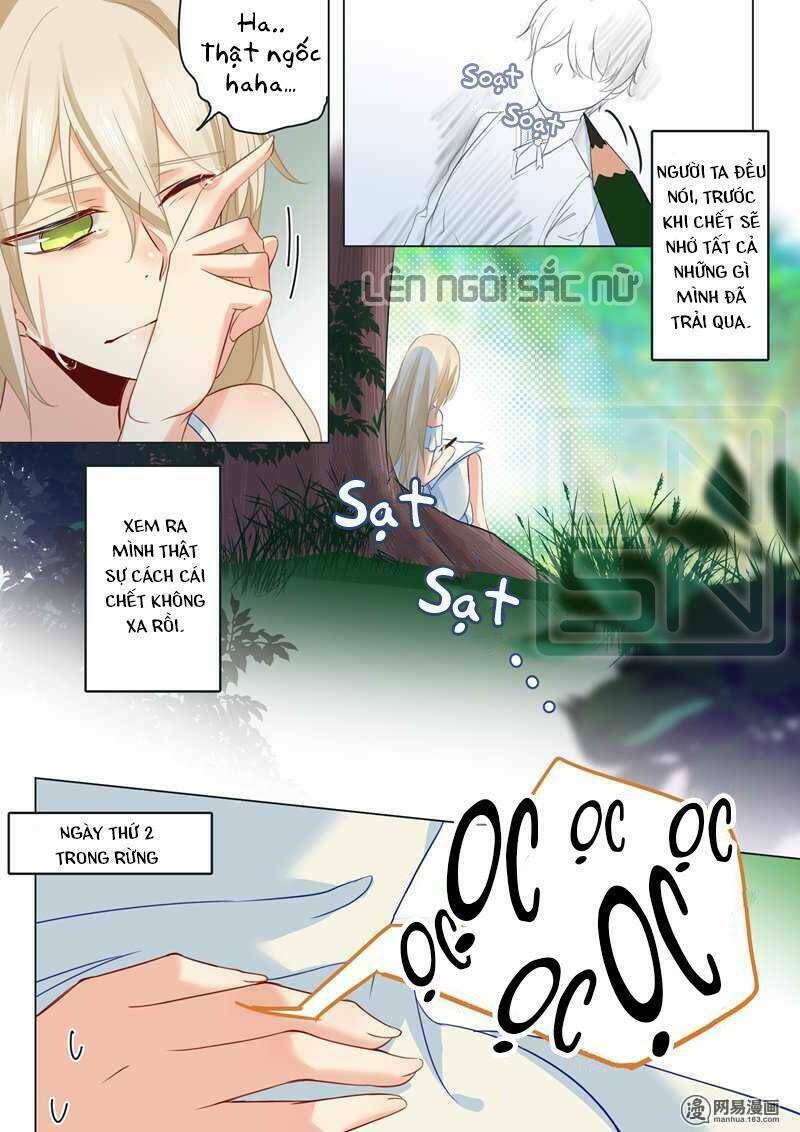 Ha..
Thật ngốc
haha...
Soạt
Soạt
NGƯỜI TA ĐỀU
NÓI, TRƯỚC
KHI CHẾT SẼ
NHỚ TẤT CẢ
NHỮNG GÌ
MÌNH ĐÃ
TRẢI QUA.
LÊN NGÔI SẮC NỮ
SN
SN
Sạt
Sạt
...
XEM RA
MÌNH THẬT
SỰ CÁCH CÁI
CHẾT KHÔNG
XA RỒI.
NGÀY THỨ 2
TRONG RỪNG
ỌC
ỌC
ỌC
ỌC
ỌC
ỌC
ỌC
网易漫画
manhua.163.com